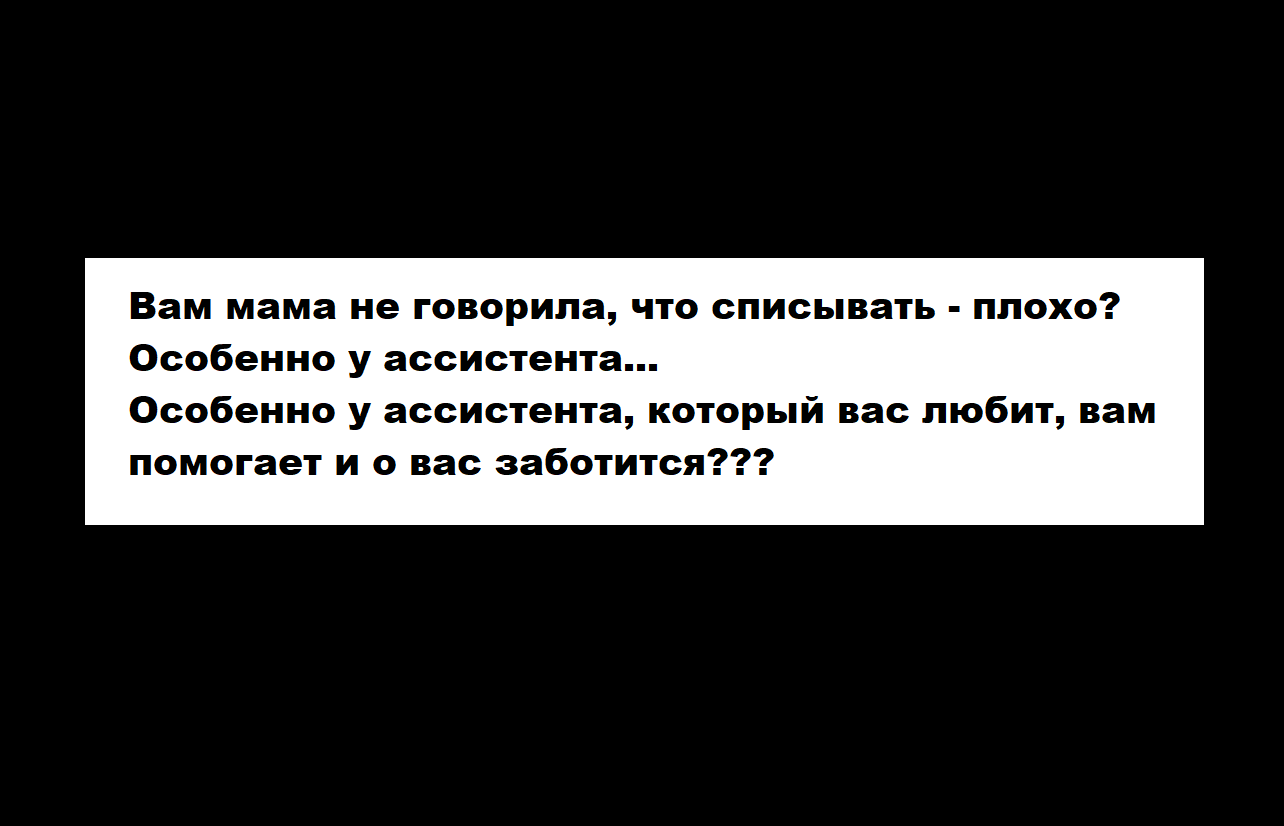 Вам мама не говорила, что списывать - плохо?
Особенно у ассистента...
Особенно у ассистента, который вас любит, вам
помогает и о вас заботится???